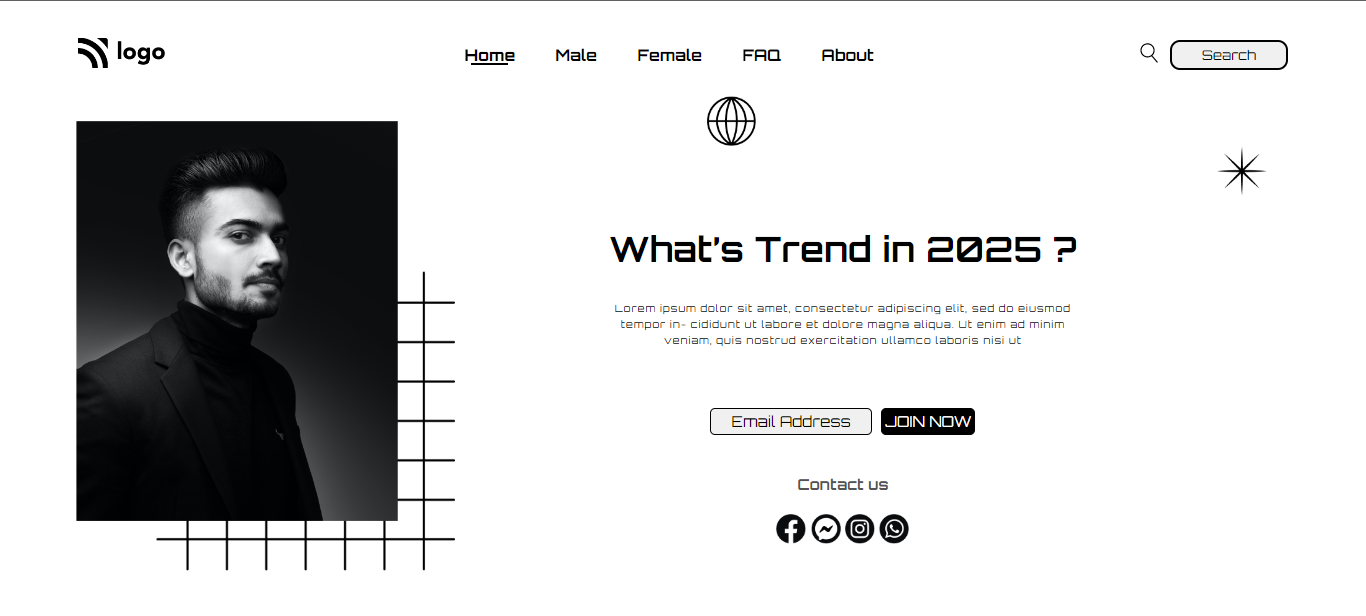 logo
Home Male Female FAQ About
Search
What's Trend in 2025 ?
Lorem ipsum dolor sit amet, consectetur adipiscing elit, sed do eiusmod
tempor in- cididunt ut labore et dolore magna aliqua. Ut enim ad minim
veniam, quis nostrud exercitation ullamco laboris nisi ut
Email Address JOIN NOW
Contact us